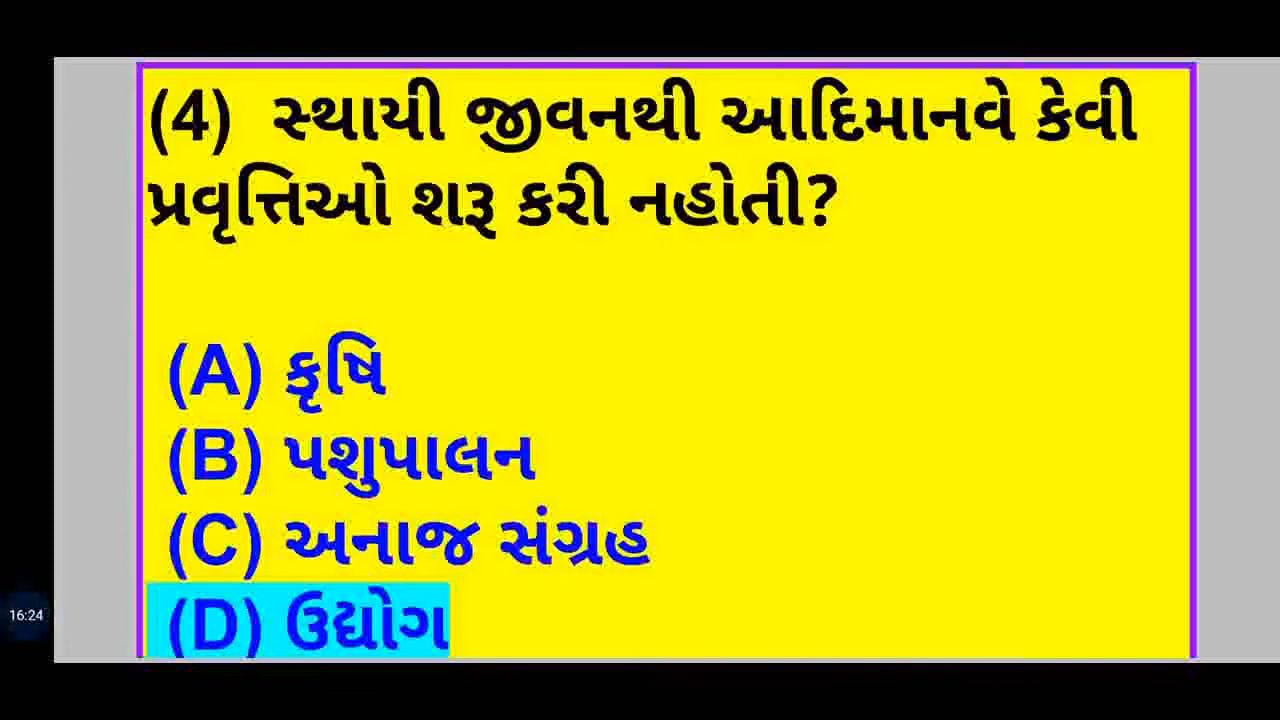 (4) સ્થાયી જીવનથી આદિમાનવે કેવી
પ્રવૃત્તિઓ શરૂ કરી નહોતી?
(A) કૃષિ
(B) પશુપાલન
(C) અનાજ સંગ્રહ
(D) ઉદ્યોગ
16:24